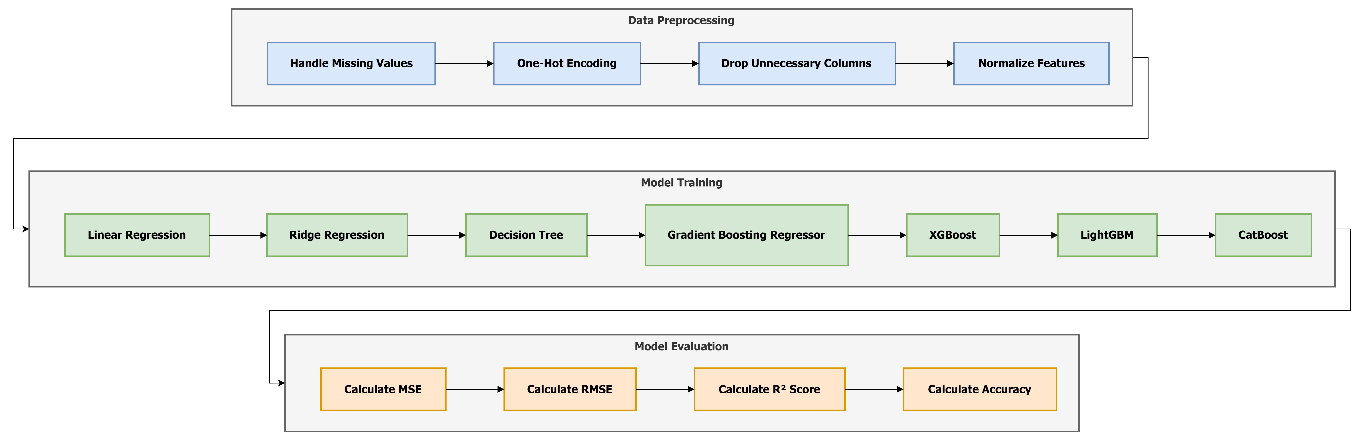 Data Preprocessing
Handle Missing Values
One-Hot Encoding
Drop Unnecessary Columns
Normalize Features
Model Training
Linear Regression
Ridge Regression
Decision Tree
Gradient Boosting Regressor
XGBoost
LightGBM
CatBoost
Model Evaluation
Calculate MSE
Calculate RMSE
Calculate R² Score
Calculate Accuracy